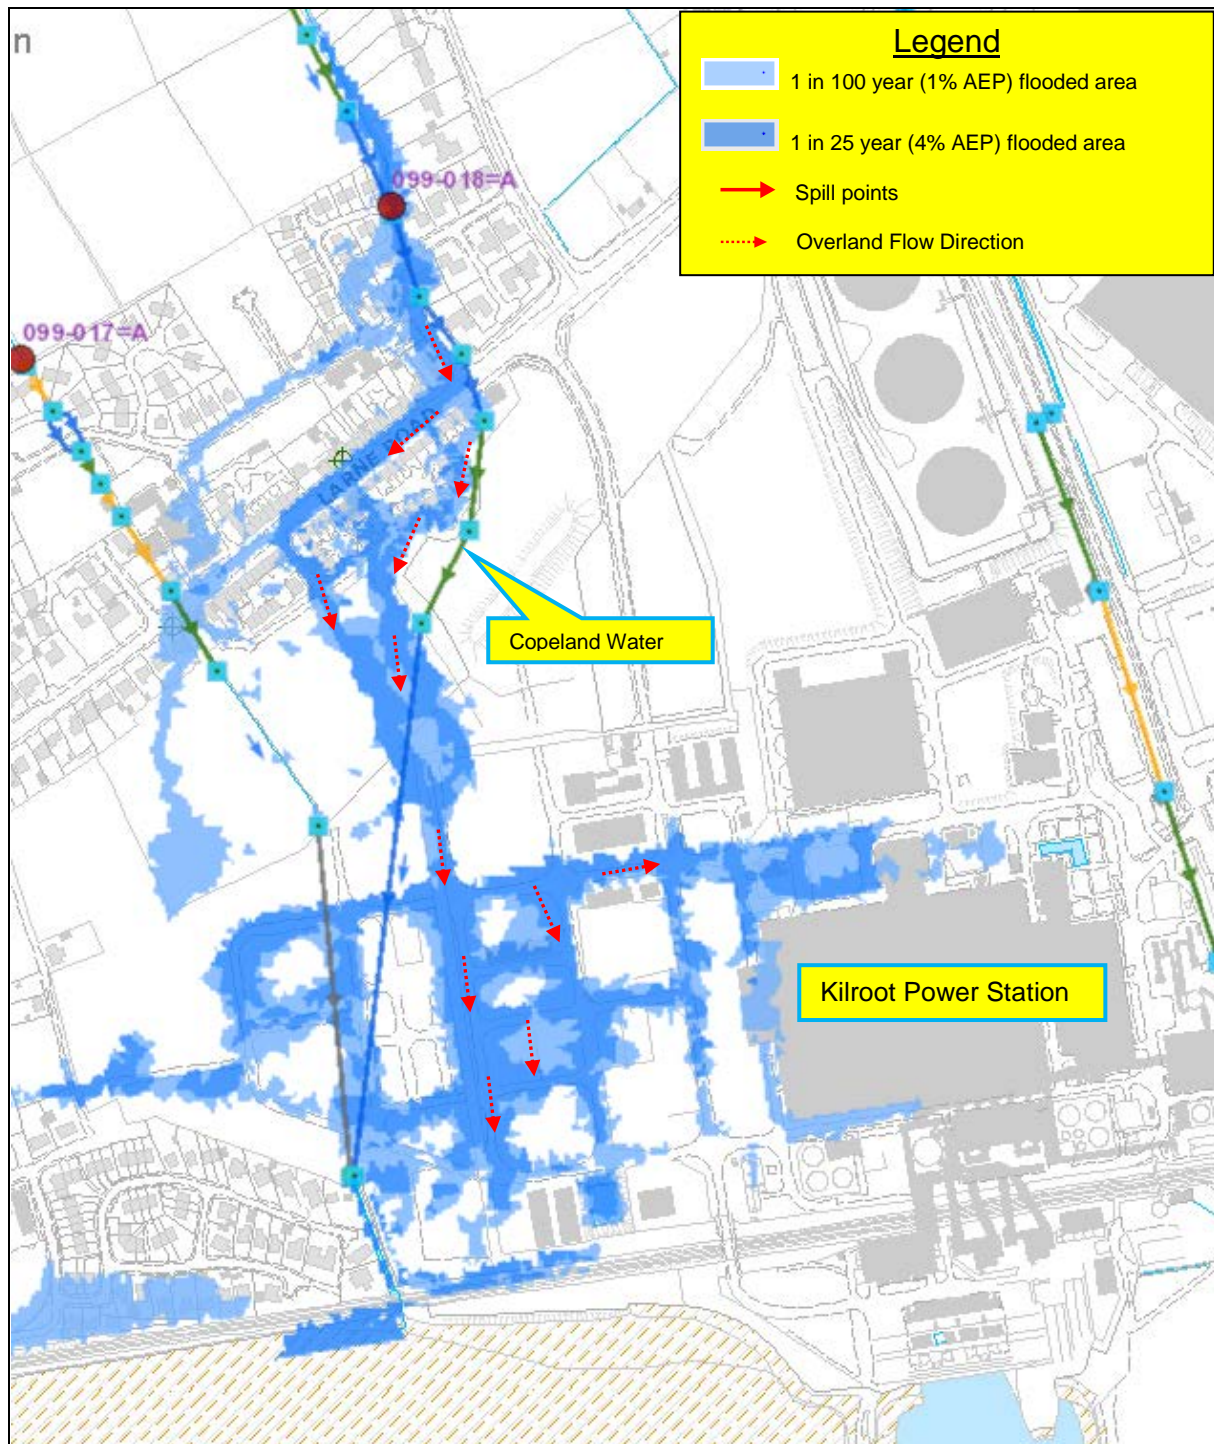 n
Legend
1 in 100 year (1% AEP) flooded area
1 in 25 year (4% AEP) flooded area
Spill points
Overland Flow Direction
099-018=A
099-017=A
LARNE ROAD
Copeland Water
Kilroot Power Station